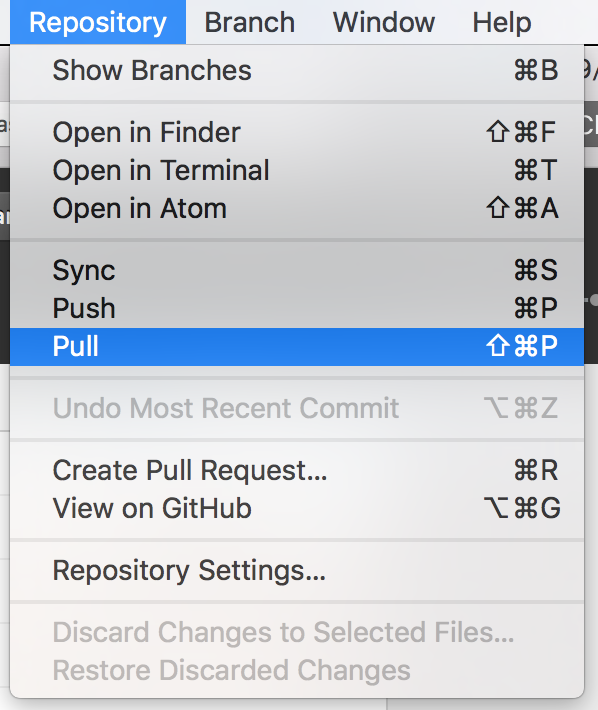 Repository Branch Window Help
Show Branches ⌘B
Open in Finder ⇧⌘F
Open in Terminal ⌘T
Open in Atom ⇧⌘A
Sync ⌘S
Push ⌘P
Pull ⇧⌘P
Undo Most Recent Commit ⌥⌘Z
Create Pull Request... ⌘R
View on GitHub ⌥⌘G
Repository Settings...
Discard Changes to Selected Files...
Restore Discarded Changes